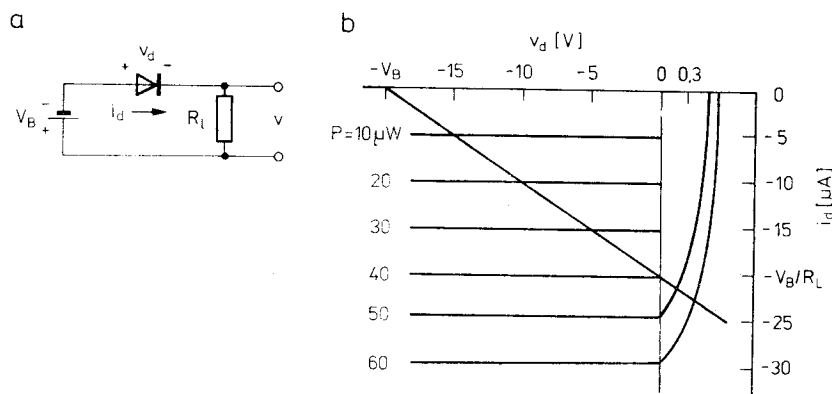 a
b
v_d [V]
-V_B -15 -10 -5 0 0,3
+ v_d -
i_d
V_B - +
R_l
v
0
P=10μW
-5
20
-10
30
-15
40
-V_B/R_L
50
-25
60
-30
i_d [μA]